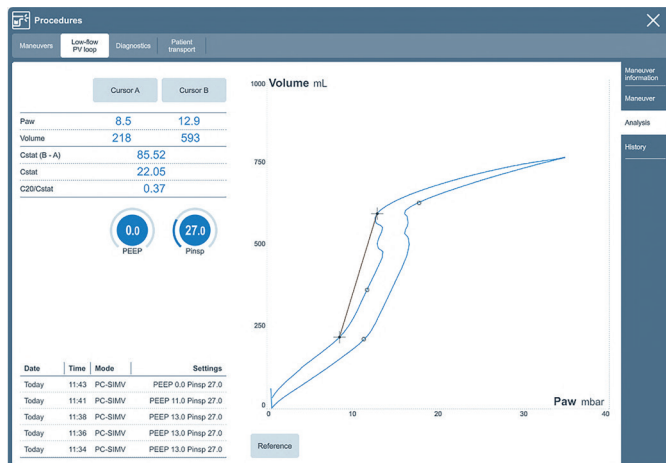 Procedures
Maneuvers
Low-flow
PV loop
Diagnostics
Patient
transport
Cursor A Cursor B
Paw 8.5 12.9
Volume 218 593
Cstat (B - A) 85.52
Cstat 22.05
C20/Cstat 0.37
0.0 27.0
PEEP Pinsp
Date Time Mode Settings
Today 11:43 PC-SIMV PEEP 0.0 Pinsp 27.0
Today 11:41 PC-SIMV PEEP 11.0 Pinsp 27.0
Today 11:38 PC-SIMV PEEP 13.0 Pinsp 27.0
Today 11:36 PC-SIMV PEEP 13.0 Pinsp 27.0
Today 11:34 PC-SIMV PEEP 13.0 Pinsp 27.0
1000 Volume mL
750
500
250
0
Paw mbar
0 10 20 30 40
Reference
Maneuver
information
Maneuver
Analysis
History